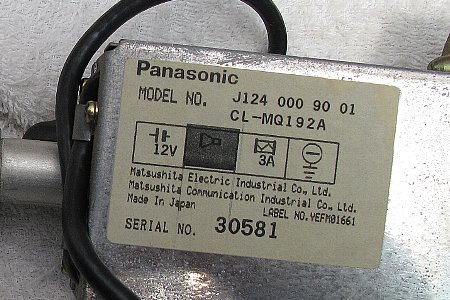 Panasonic
MODEL NO. J124 000 90 01
CL-MQ192A
12V 3A
Matsushita Electric Industrial Co., Ltd.
Matsushita Communication Industrial Co., Ltd.
Made In Japan LABEL NO. YEFM01661
SERIAL NO. 30581